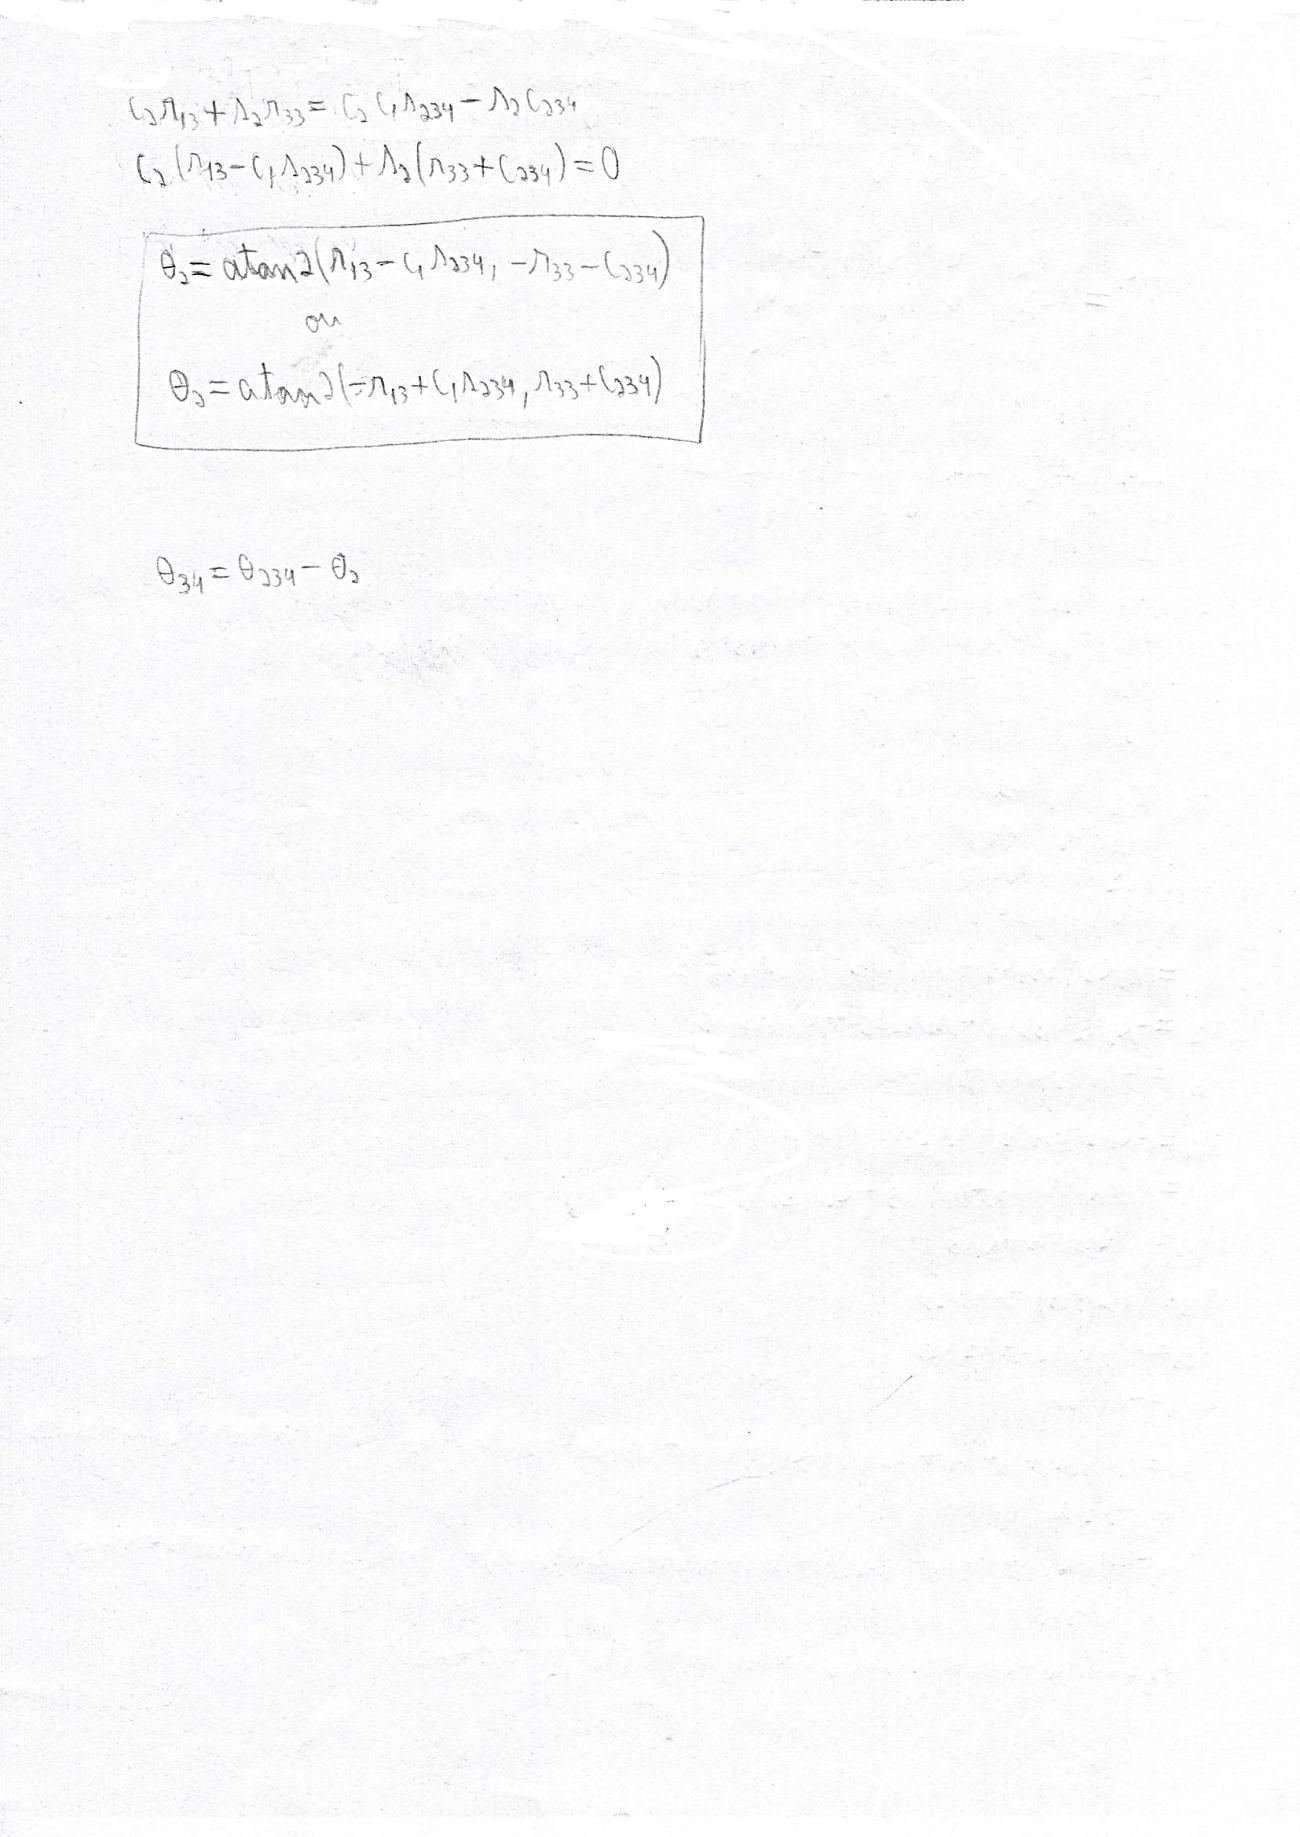 c₂r₁₃+s₂r₃₃= c₂c₁s₂₃₄-s₂c₂₃₄
c₂(r₁₃-c₁s₂₃₄)+s₂(r₃₃+c₂₃₄)=0
θ₂= atan2(r₁₃-c₁s₂₃₄, -r₃₃-c₂₃₄)
ou
θ₂= atan2(-r₁₃+c₁s₂₃₄, r₃₃+c₂₃₄)
θ₃₄=θ₂₃₄-θ₂